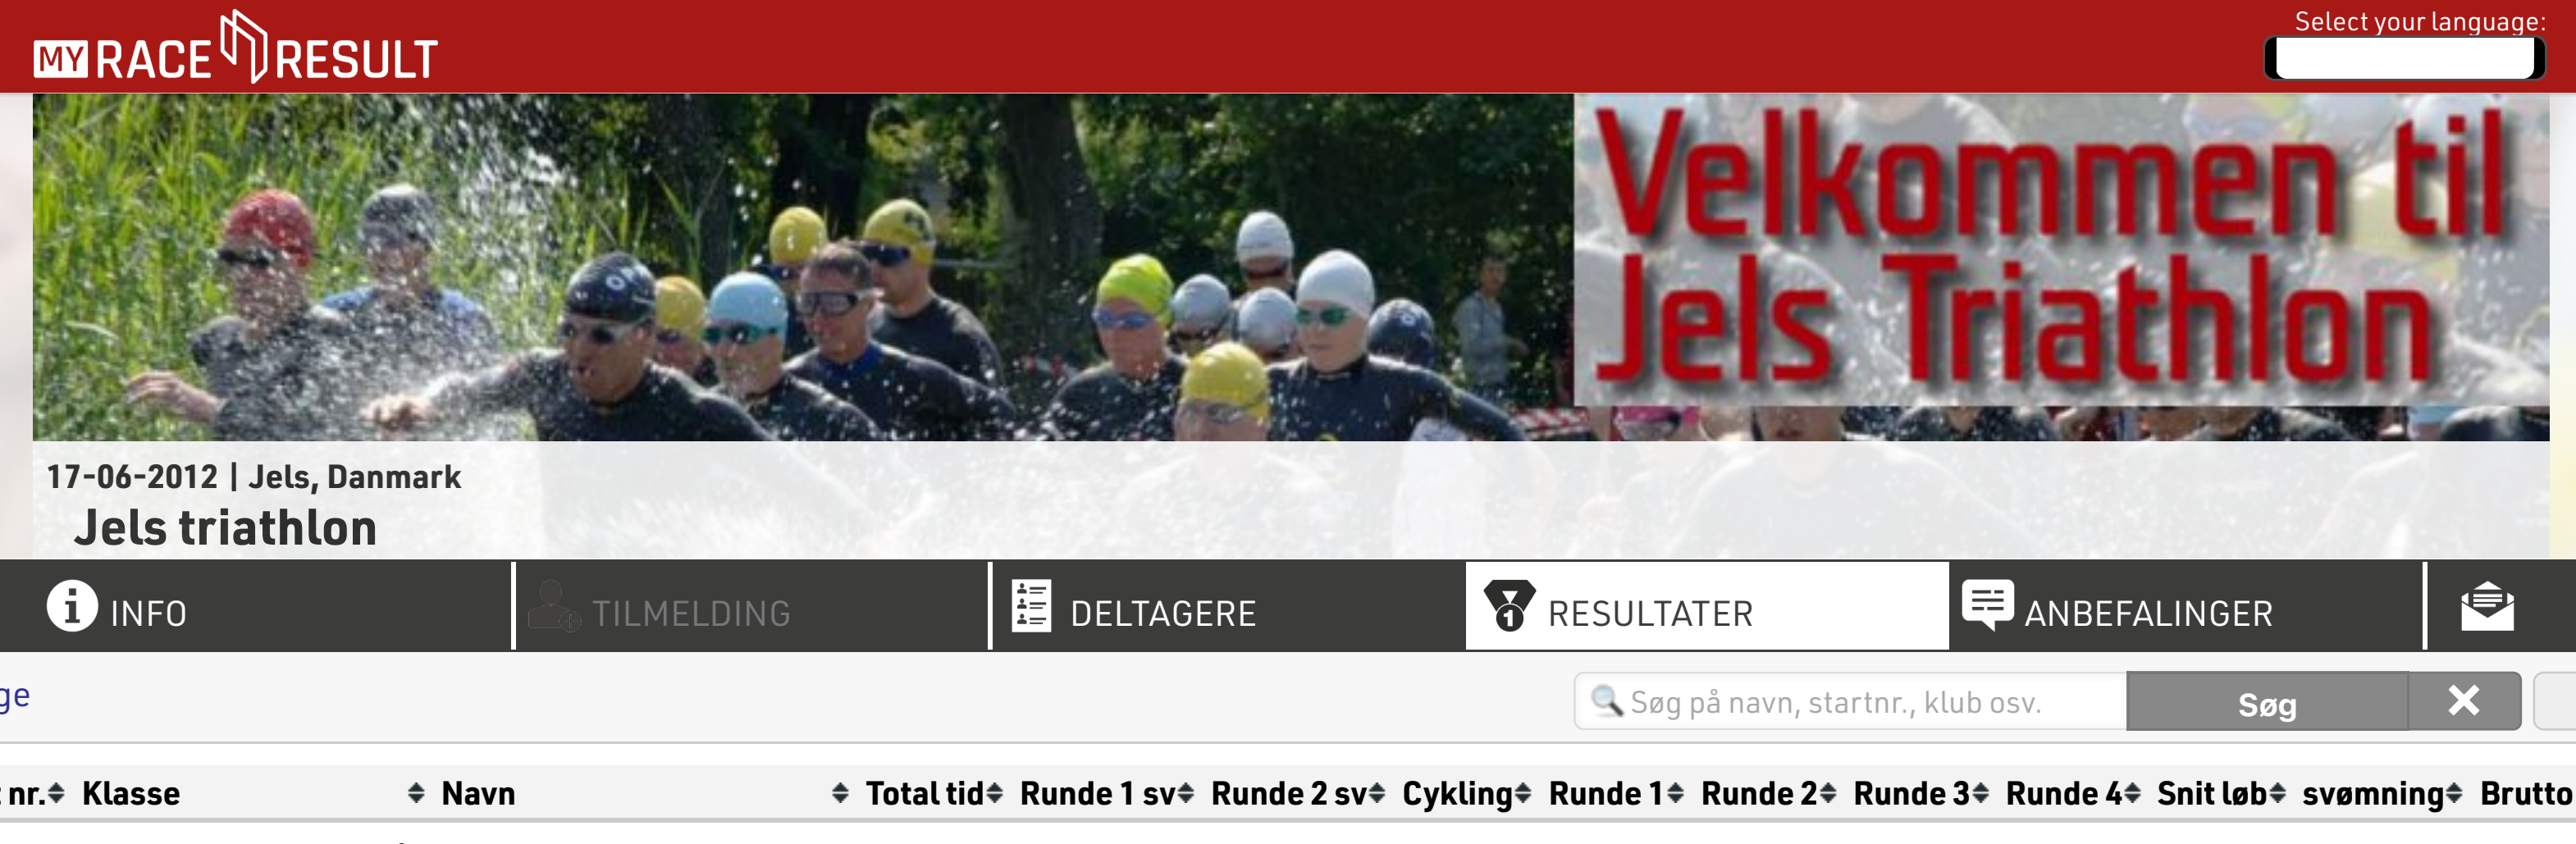 MY RACE RESULT
Select your language:
Velkommen til
Jels Triathlon
17-06-2012 | Jels, Danmark
Jels triathlon
INFO
TILMELDING
DELTAGERE
RESULTATER
ANBEFALINGER
Søg på navn, startnr., klub osv.
Søg
nr. Klasse Navn Total tid Runde 1 sv Runde 2 sv Cykling Runde 1 Runde 2 Runde 3 Runde 4 Snit løb svømning Brutto